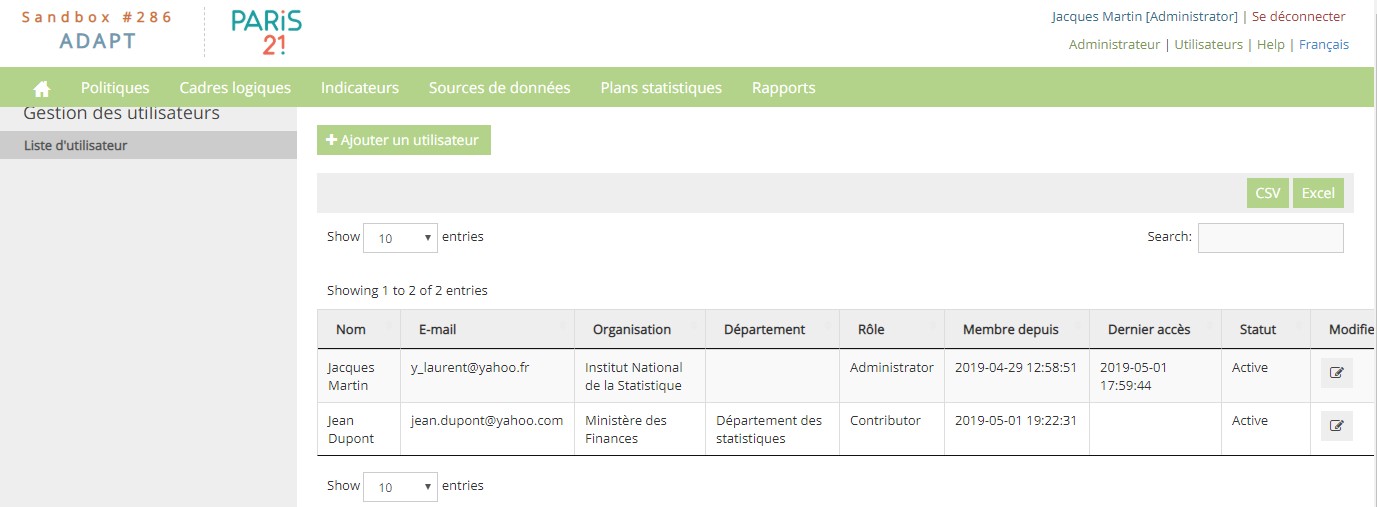 Sandbox #286
ADAPT
PARiS
21
Jacques Martin [Administrator] | Se déconnecter
Administrateur | Utilisateurs | Help | Français
Politiques Cadres logiques Indicateurs Sources de données Plans statistiques Rapports
Gestion des utilisateurs
Liste d'utilisateur
Ajouter un utilisateur
CSV Excel
Show 10 entries
Search:
Showing 1 to 2 of 2 entries
Nom E-mail Organisation Département Rôle Membre depuis Dernier accès Statut Modifie
Jacques Martin y_laurent@yahoo.fr Institut National de la Statistique Administrator 2019-04-29 12:58:51 2019-05-01 17:59:44 Active
Jean Dupont jean.dupont@yahoo.com Ministère des Finances Département des statistiques Contributor 2019-05-01 19:22:31 Active
Show 10 entries